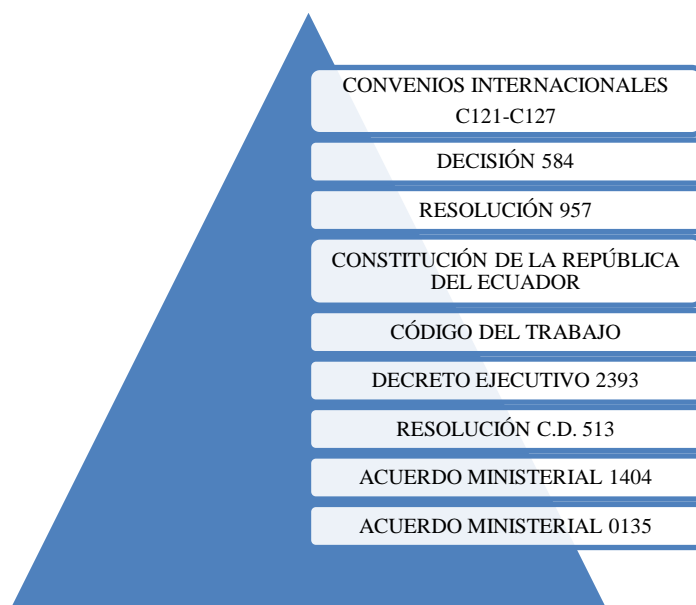 CONVENIOS INTERNACIONALES
C121-C127
DECISIÓN 584
RESOLUCIÓN 957
CONSTITUCIÓN DE LA REPÚBLICA
DEL ECUADOR
CÓDIGO DEL TRABAJO
DECRETO EJECUTIVO 2393
RESOLUCIÓN C.D. 513
ACUERDO MINISTERIAL 1404
ACUERDO MINISTERIAL 0135